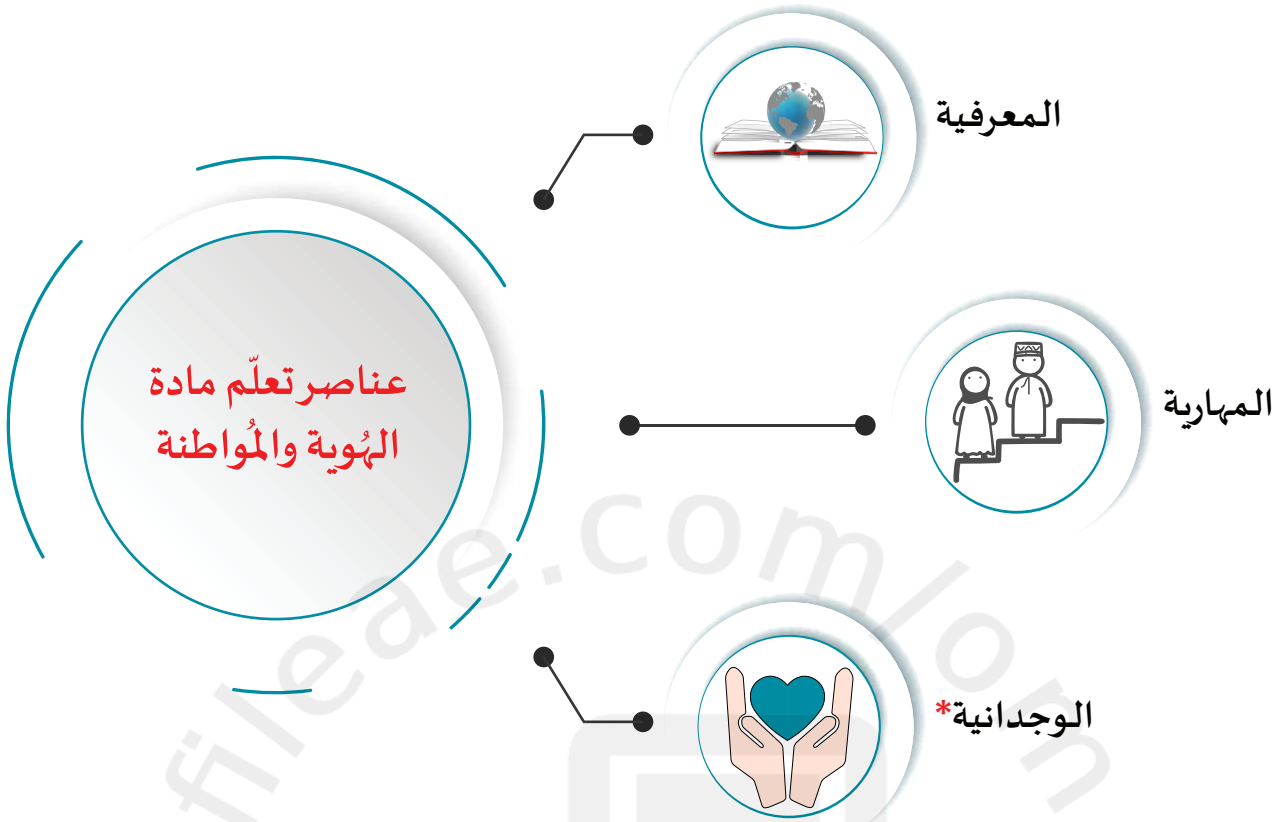 المعرفية
عناصر تعلّم مادة
الهُوية والمُواطنة
المهارية
الوجدانية*
fileae.com/om